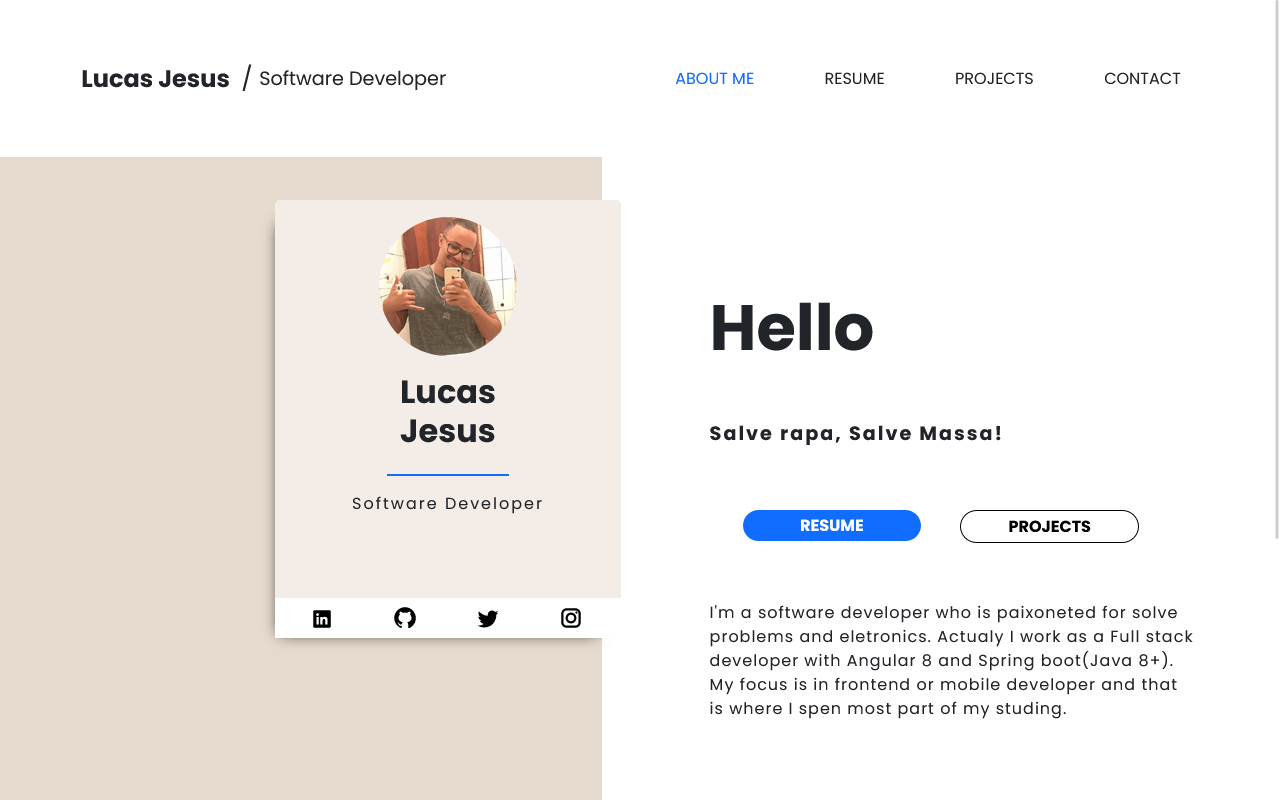 Lucas Jesus / Software Developer
ABOUT ME
RESUME
PROJECTS
CONTACT
Lucas
Jesus
Software Developer
Hello
Salve rapa, Salve Massa!
RESUME
PROJECTS
I'm a software developer who is paixoneted for solve
problems and eletronics. Actualy I work as a Full stack
developer with Angular 8 and Spring boot(Java 8+).
My focus is in frontend or mobile developer and that
is where I spen most part of my studing.